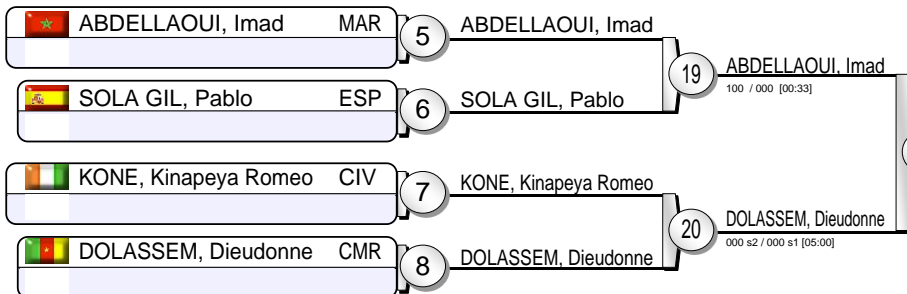 ABDELLAOUI, Imad MAR
5
ABDELLAOUI, Imad
19
ABDELLAOUI, Imad
100 / 000 [00:33]
SOLA GIL, Pablo ESP
6
SOLA GIL, Pablo
KONE, Kinapeya Romeo CIV
7
KONE, Kinapeya Romeo
20
DOLASSEM, Dieudonne
000 s2 / 000 s1 [05:00]
DOLASSEM, Dieudonne CMR
8
DOLASSEM, Dieudonne